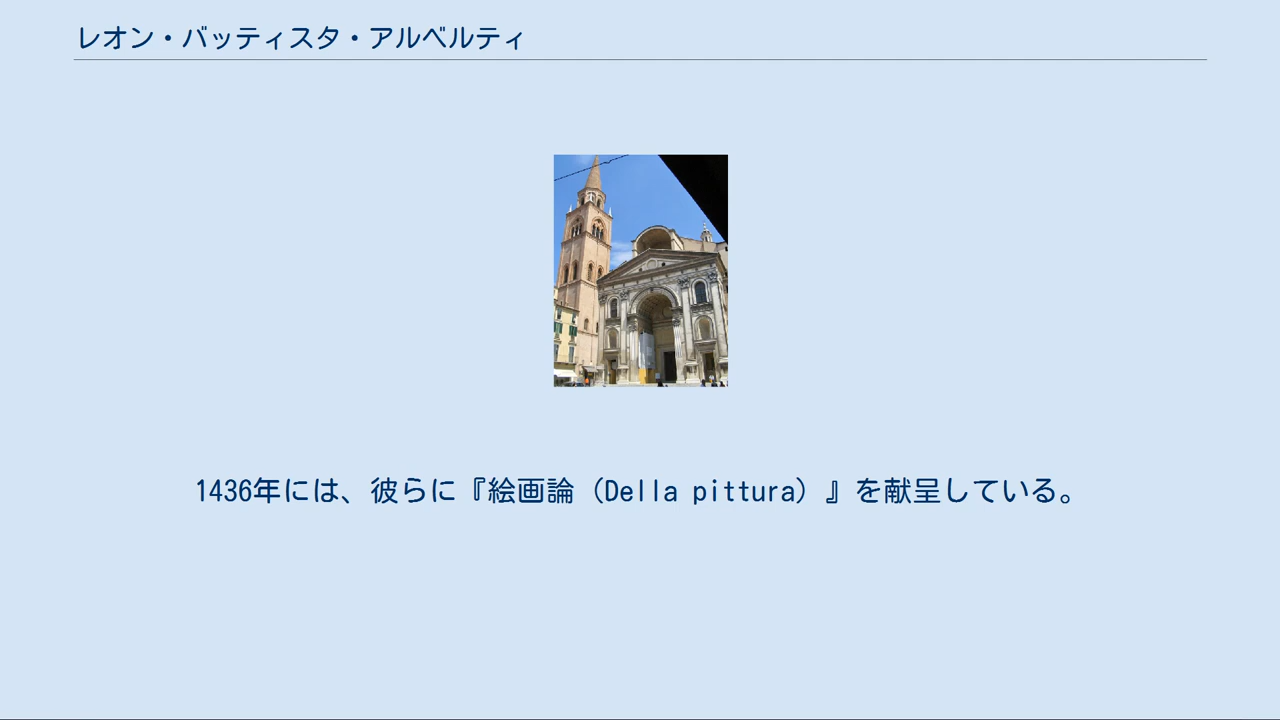 レオン・バッティスタ・アルベルティ
1436年には、彼らに『絵画論（Della pittura）』を献呈している。